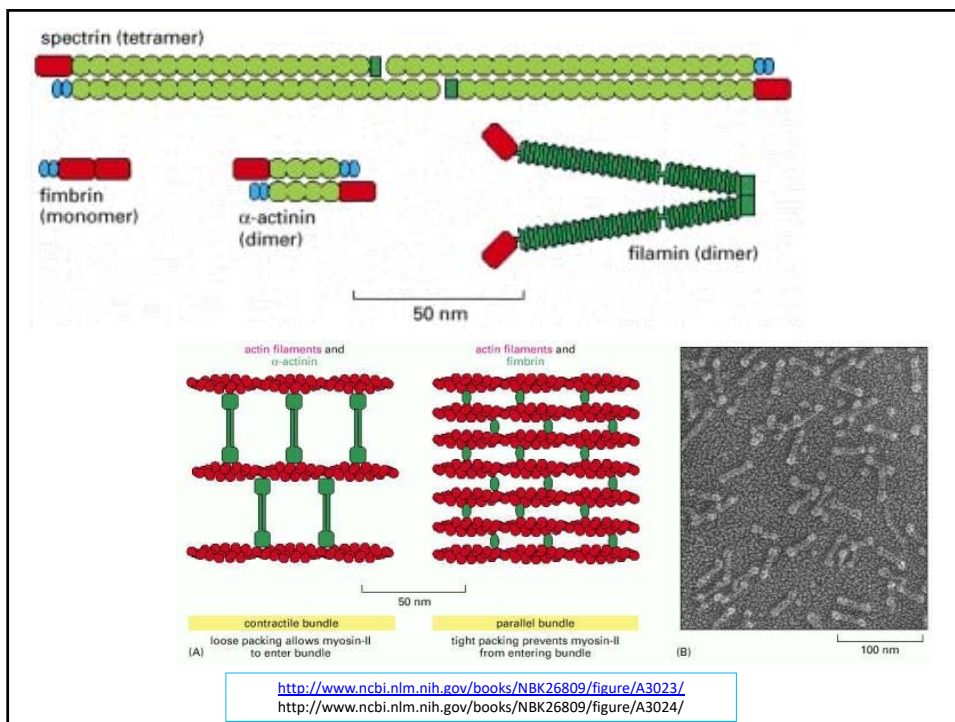 spectrin (tetramer)
fimbrin
(monomer)
α-actinin
(dimer)
filamin (dimer)
50 nm
actin filaments and
α-actinin
actin filaments and
fimbrin
50 nm
contractile bundle
loose packing allows myosin-II
to enter bundle
parallel bundle
tight packing prevents myosin-II
from entering bundle
(A)
(B)
100 nm
http://www.ncbi.nlm.nih.gov/books/NBK26809/figure/A3023/
http://www.ncbi.nlm.nih.gov/books/NBK26809/figure/A3024/